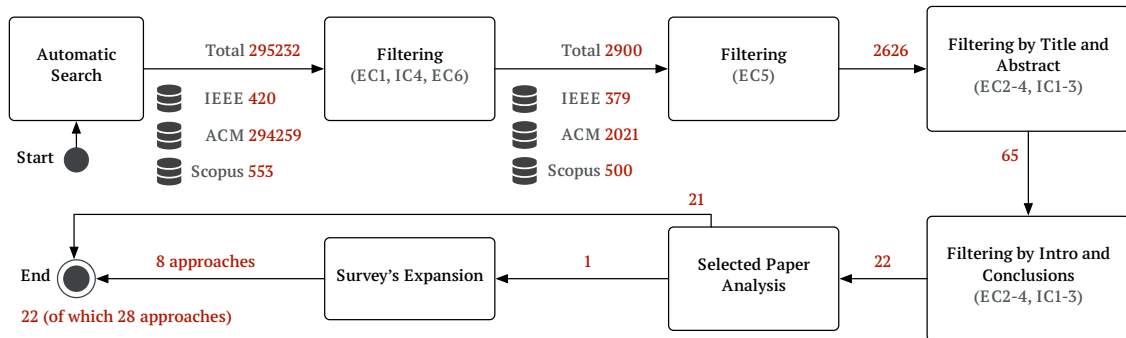 Automatic
Search
Total 295232
IEEE 420
ACM 294259
Scopus 553
Start
Filtering
(EC1, IC4, EC6)
Total 2900
IEEE 379
ACM 2021
Scopus 500
Filtering
(EC5)
2626
Filtering by Title and
Abstract
(EC2-4, IC1-3)
65
Filtering by Intro and
Conclusions
(EC2-4, IC1-3)
22
Selected Paper
Analysis
21
1
Survey's Expansion
8 approaches
End
22 (of which 28 approaches)